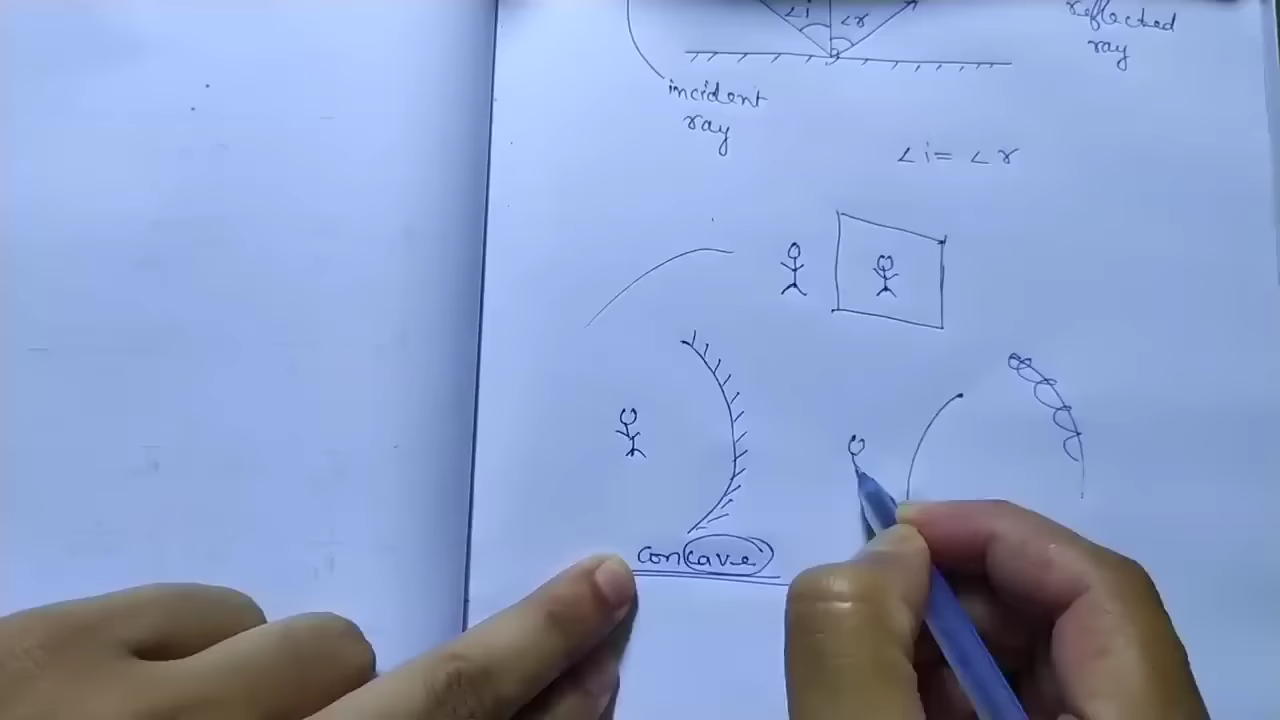 ∠i ∠r
reflected
ray
incident
ray
∠i = ∠r
concave